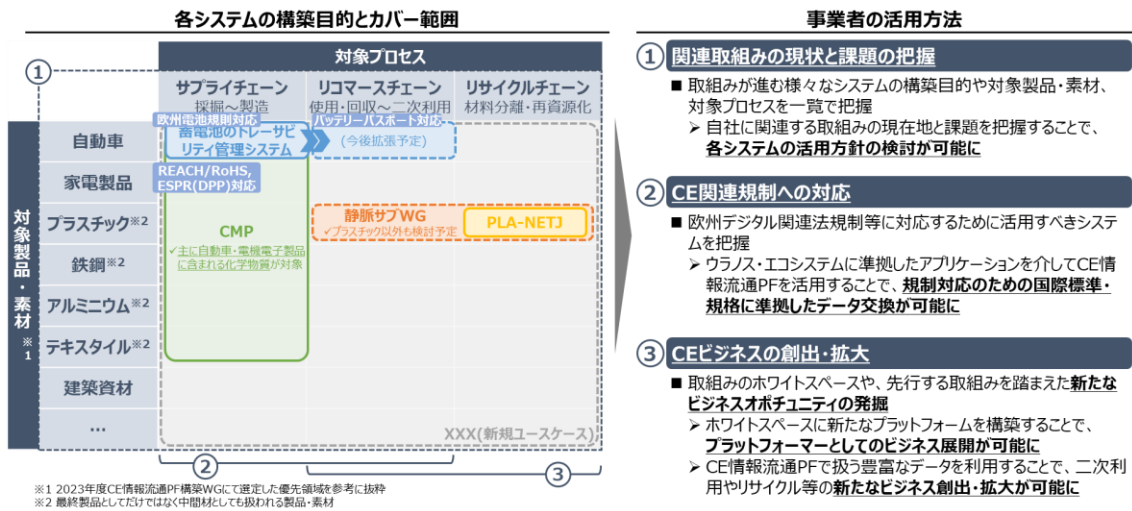 各システムの構築目的とカバー範囲
事業者の活用方法
対象プロセス
①
サプライチェーン
採掘～製造
リコマースチェーン
使用・回収～二次利用
リサイクルチェーン
材料分離・再資源化
対象製品・素材※1
自動車
家電製品
プラスチック※2
鉄鋼※2
アルミニウム※2
テキスタイル※2
建築資材
…
欧州電池規則対応
蓄電池のトレーサビ
リティ管理システム
バッテリーパスポート対応
(今後拡張予定)
REACH/RoHS,
ESPR(DPP)対応
CMP
✓主に自動車・電機電子製品
に含まれる化学物質が対象
静脈サブWG
✓プラスチック以外も検討予定
PLA-NETJ
XXX(新規ユースケース)
②
③
※1 2023年度CE情報流通PF構築WGにて選定した優先領域を参考に抜粋
※2 最終製品としてだけではなく中間材としても扱われる製品・素材
① 関連取組みの現状と課題の把握
■ 取組みが進む様々なシステムの構築目的や対象製品・素材、
対象プロセスを一覧で把握
➢ 自社に関連する取組みの現在地と課題を把握することで、
各システムの活用方針の検討が可能に
② CE関連規制への対応
■ 欧州デジタル関連法規制等に対応するために活用すべきシステ
ムを把握
➢ ウラノス・エコシステムに準拠したアプリケーションを介してCE情
報流通PFを活用することで、規制対応のための国際標準・
規格に準拠したデータ交換が可能に
③ CEビジネスの創出・拡大
■ 取組みのホワイトスペースや、先行する取組みを踏まえた新たな
ビジネスオポチュニティの発掘
➢ ホワイトスペースに新たなプラットフォームを構築することで、
プラットフォーマーとしてのビジネス展開が可能に
➢ CE情報流通PFで扱う豊富なデータを利用することで、二次利
用やリサイクル等の新たなビジネス創出・拡大が可能に